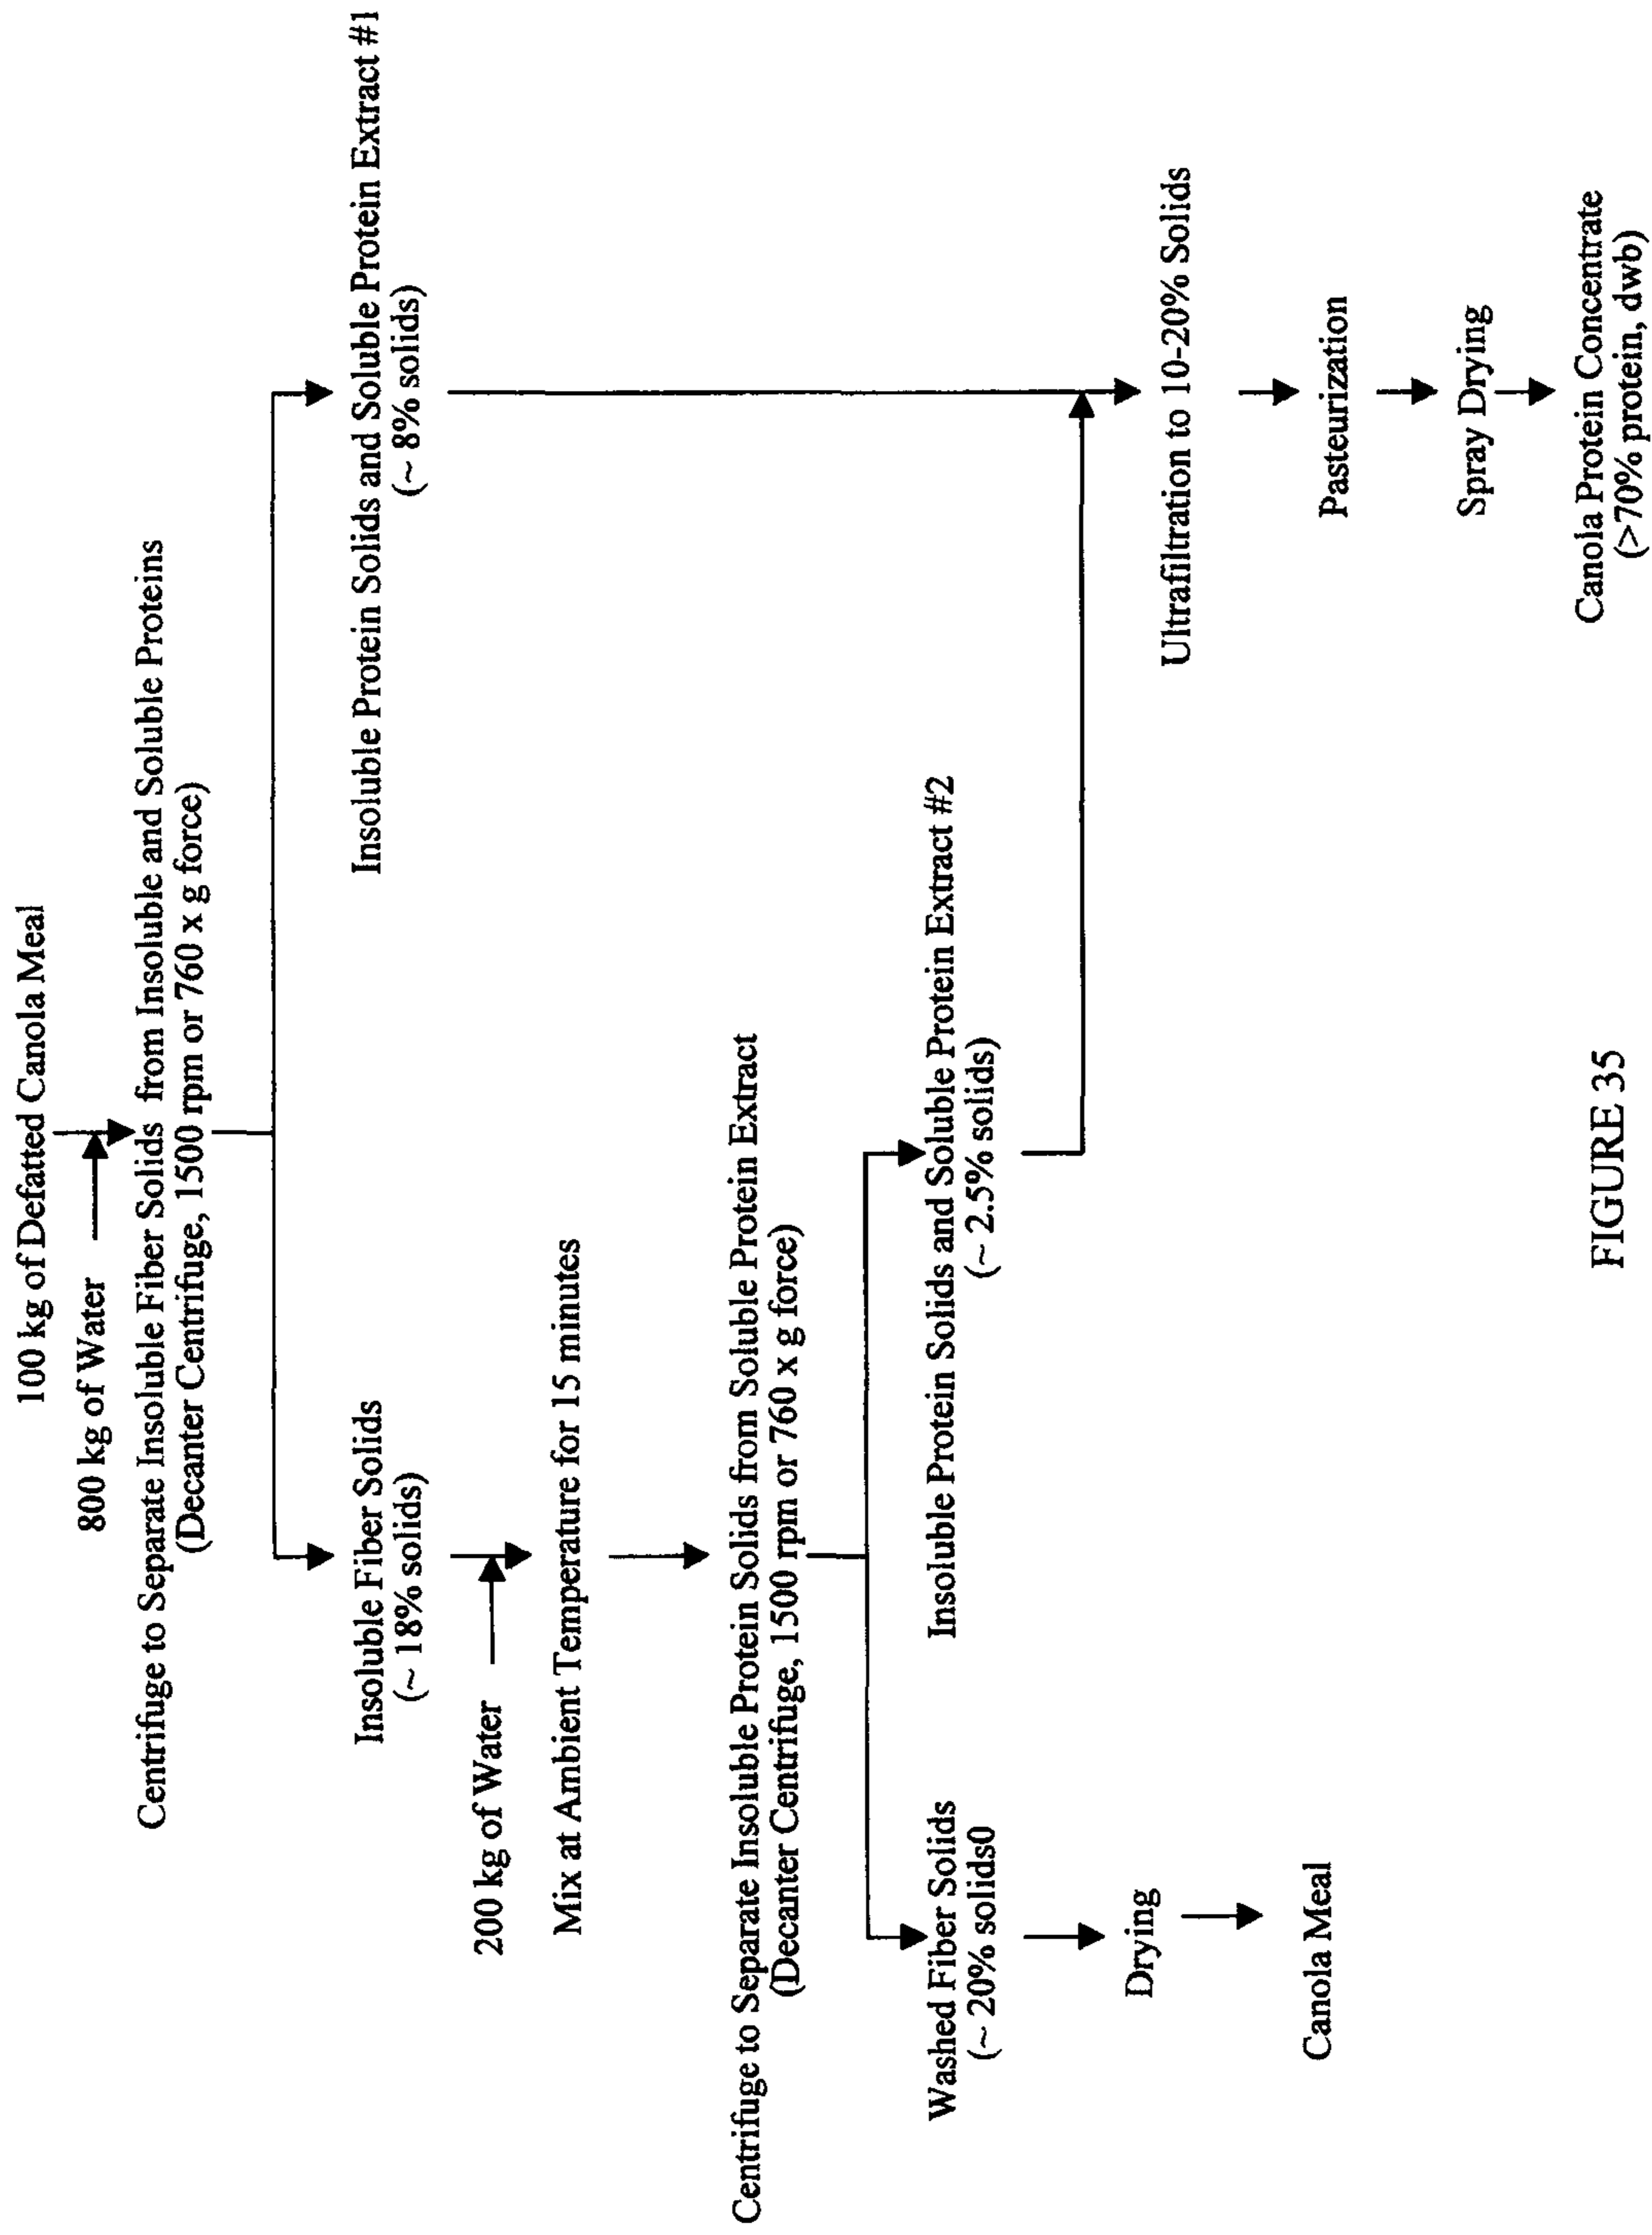 100 kg of Defatted Canola Meal
800 kg of Water
Centrifuge to Separate Insoluble Fiber Solids from Insoluble and Soluble Proteins
(Decanter Centrifuge, 1500 rpm or 760 x g force)
Insoluble Fiber Solids
(~ 18% solids)
Insoluble Protein Solids and Soluble Protein Extract #1
(~ 8% solids)
200 kg of Water
Mix at Ambient Temperature for 15 minutes
Centrifuge to Separate Insoluble Protein Solids from Soluble Protein Extract
(Decanter Centrifuge, 1500 rpm or 760 x g force)
Washed Fiber Solids
(~ 20% solids0
Insoluble Protein Solids and Soluble Protein Extract #2
(~ 2.5% solids)
Drying
Canola Meal
Ultrafiltration to 10-20% Solids
Pasteurization
Spray Drying
Canola Protein Concentrate
(>70% protein, dwb)
FIGURE 35